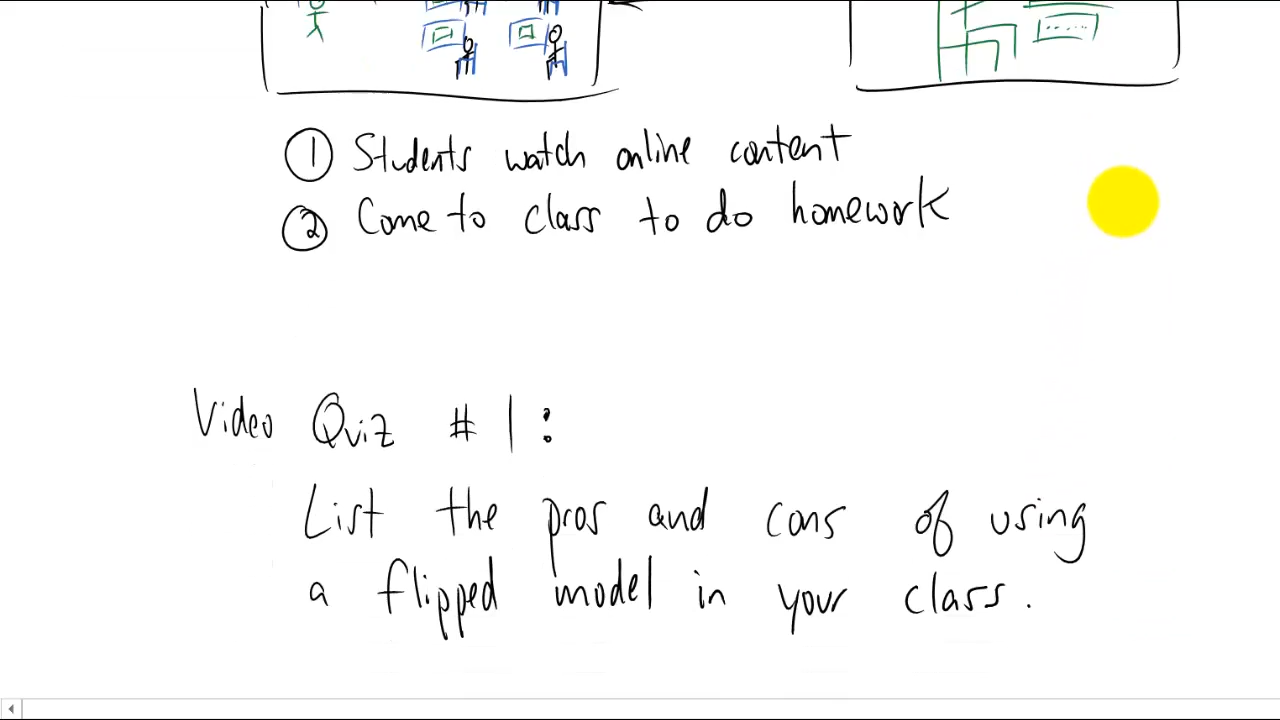 ① Students watch online content
② Come to class to do homework
Video Quiz #1:
List the pros and cons of using
a flipped model in your class.